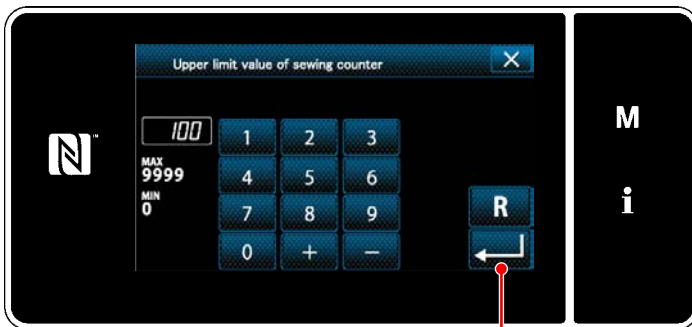 Upper limit value of sewing counter
100
MAX
9999
MIN
0
1 2 3
4 5 6
7 8 9
0 + −
R
M
i
N